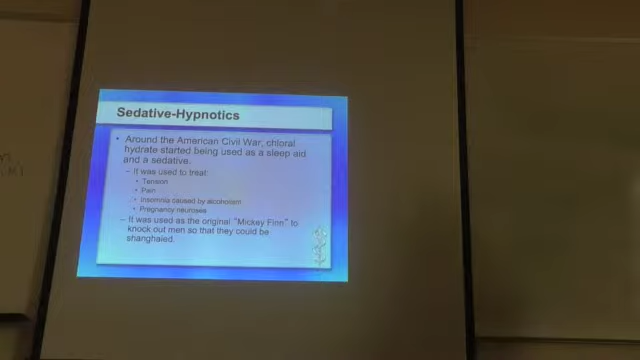 Sedative-Hypnotics
• Around the American Civil War, chloral
hydrate started being used as a sleep aid
and a sedative.
– It was used to treat:
• Tension
• Pain
• Insomnia caused by alcoholism
• Pregnancy neuroses
– It was used as the original "Mickey Finn" to
knock out men so that they could be
shanghaied.